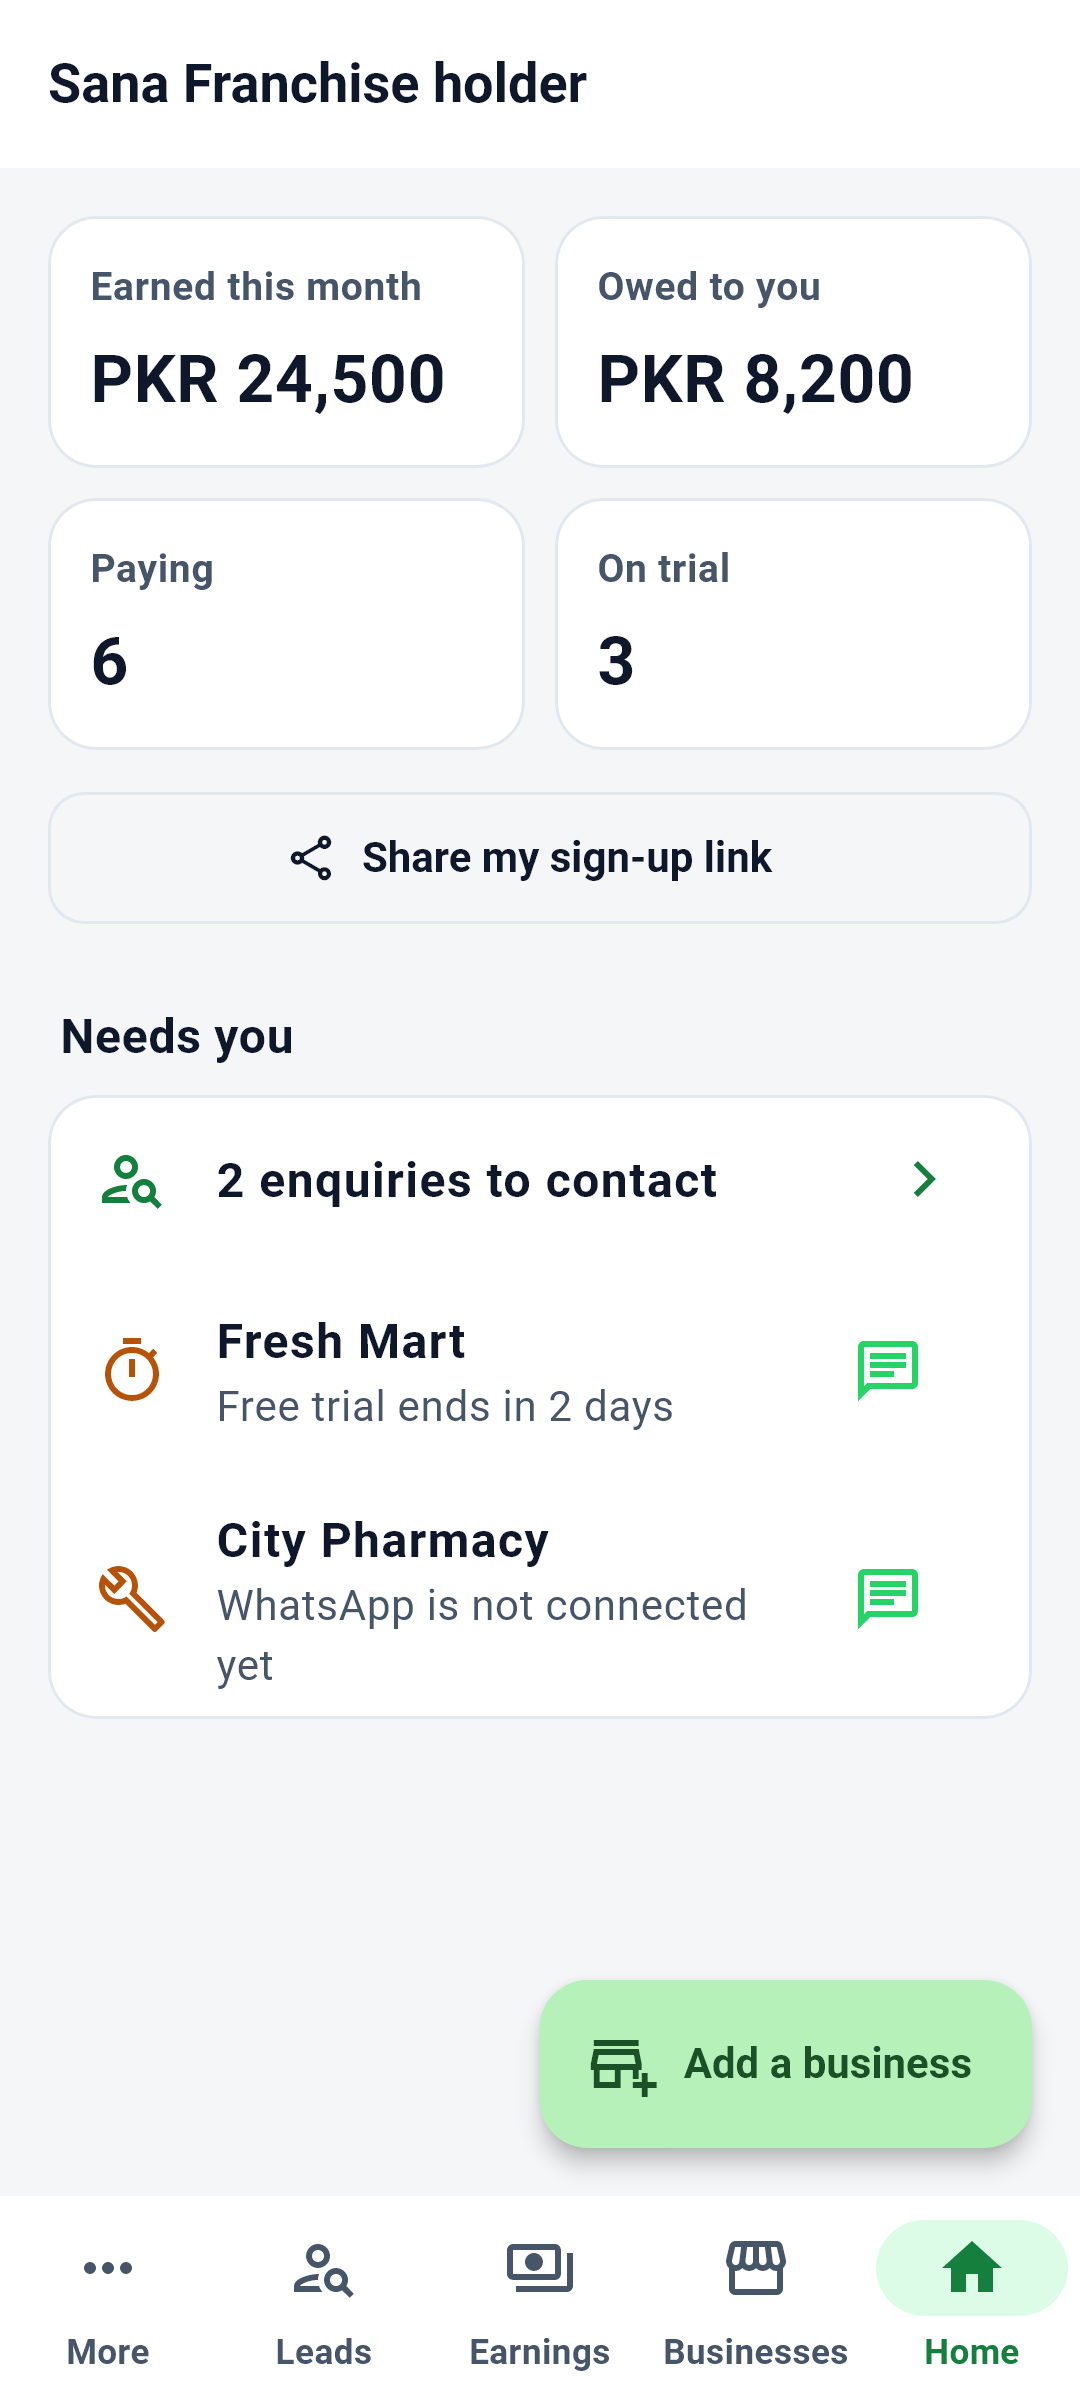 Sana Franchise holder
Earned this month
PKR 24,500
Owed to you
PKR 8,200
Paying
6
On trial
3
Share my sign-up link
Needs you
2 enquiries to contact
Fresh Mart
Free trial ends in 2 days
City Pharmacy
WhatsApp is not connected
yet
Add a business
More
Leads
Earnings
Businesses
Home